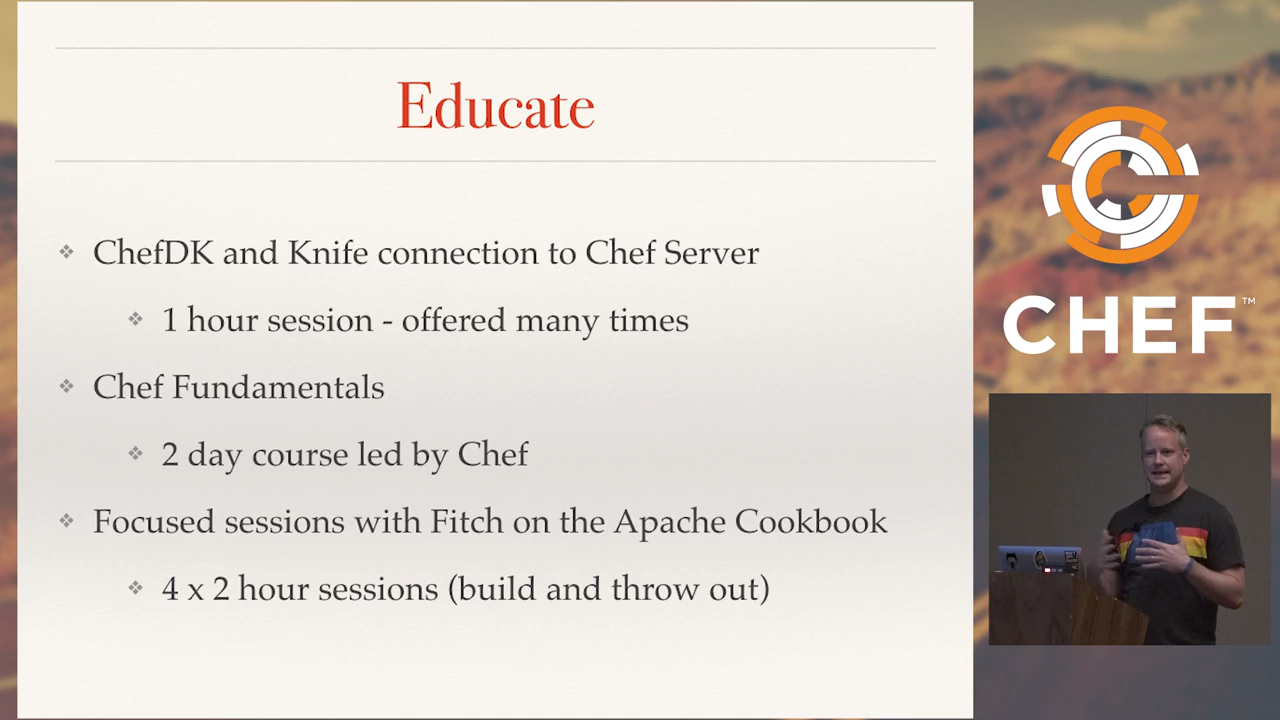 Educate
ChefDK and Knife connection to Chef Server
1 hour session - offered many times
Chef Fundamentals
2 day course led by Chef
Focused sessions with Fitch on the Apache Cookbook
4 x 2 hour sessions (build and throw out)
CHEF™